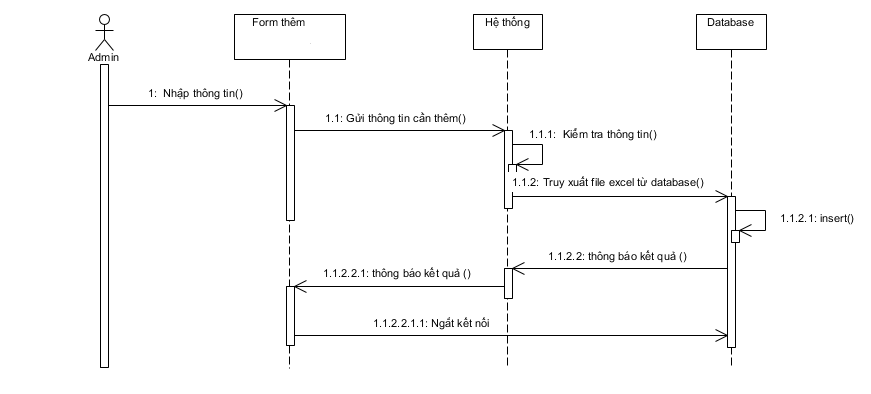 Form thêm
Hệ thống
Database
Admin
1: Nhập thông tin()
1.1: Gửi thông tin cần thêm()
1.1.1: Kiểm tra thông tin()
1.1.2: Truy xuất file excel từ database()
1.1.2.1: insert()
1.1.2.2: thông báo kết quả ()
1.1.2.2.1: thông báo kết quả ()
1.1.2.2.1.1: Ngắt kết nối